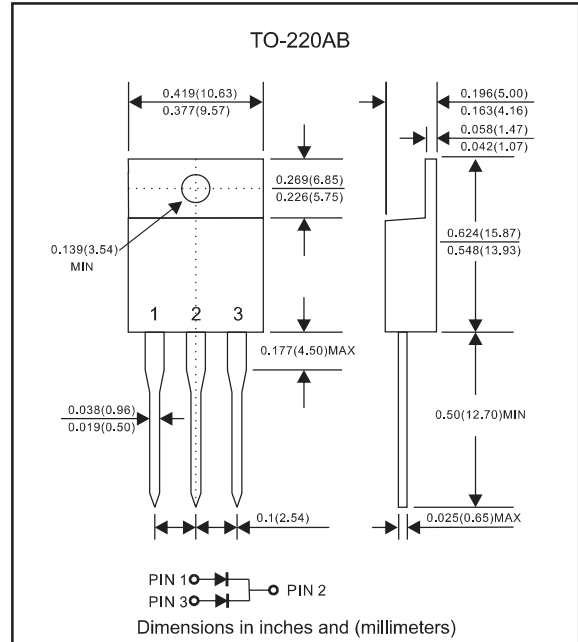 TO-220AB
0.419(10.63)
0.377(9.57)
0.196(5.00)
0.163(4.16)
0.058(1.47)
0.042(1.07)
0.269(6.85)
0.226(5.75)
0.624(15.87)
0.548(13.93)
0.139(3.54)
MIN
1 2 3
0.177(4.50)MAX
0.038(0.96)
0.019(0.50)
0.50(12.70)MIN
0.1(2.54)
0.025(0.65)MAX
PIN 1
PIN 2
PIN 3
Dimensions in inches and (millimeters)